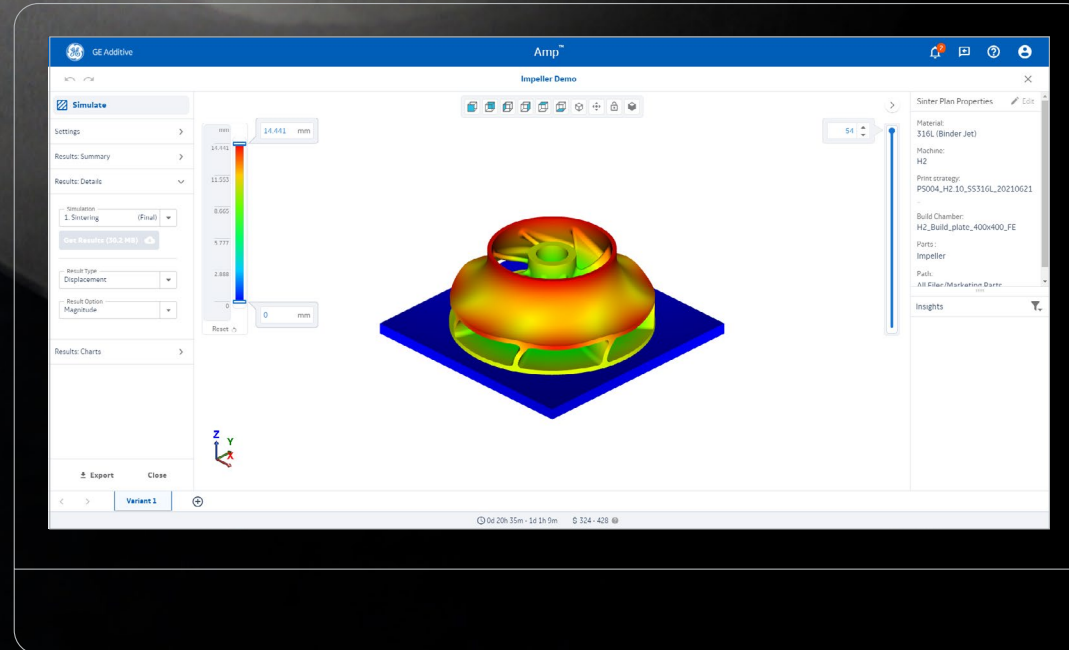 GE Additive
Amp™
2
Impeller Demo
Simulate
Settings
Results: Summary
Results: Details
Simulation
1. Sintering (Final)
Get Results (30.2 MB)
Result Type
Displacement
Result Option
Magnitude
Results: Charts
Export Close
mm
14.441
11.553
8.665
5.777
2.888
0
Reset
14.441 mm
0 mm
54
Z
Y
X
Sinter Plan Properties Edit
Material:
316L (Binder Jet)
Machine:
H2
Print strategy:
PS004_H2.10_SS316L_20210621
Build Chamber:
H2_Build_plate_400x400_FE
Parts :
Impeller
Path:
All Files/Marketing Parts
Insights
Variant 1
0d 20h 35m - 1d 1h 9m $ 324 - 428